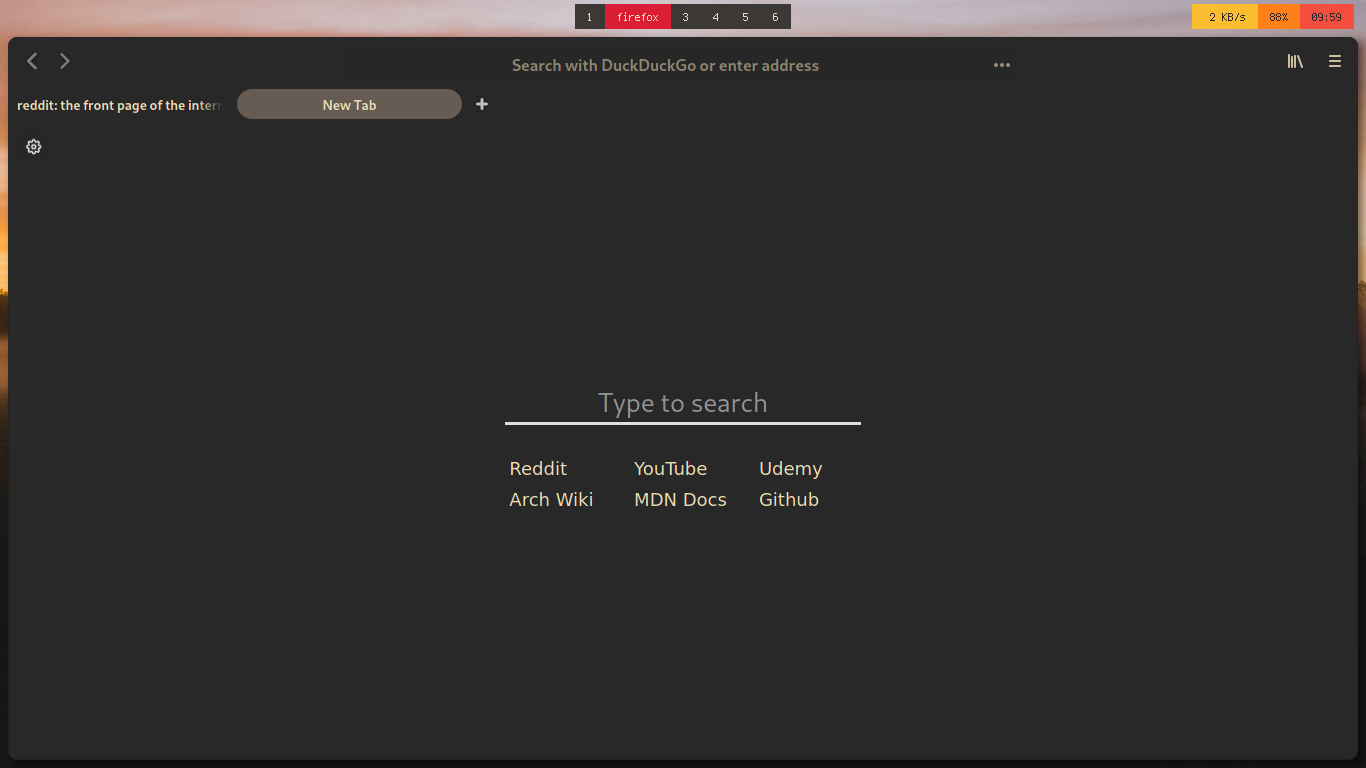 1 firefox 3 4 5 6
2 KB/s 88% 09:59
Search with DuckDuckGo or enter address
reddit: the front page of the intern
New Tab
Type to search
Reddit YouTube Udemy
Arch Wiki MDN Docs Github